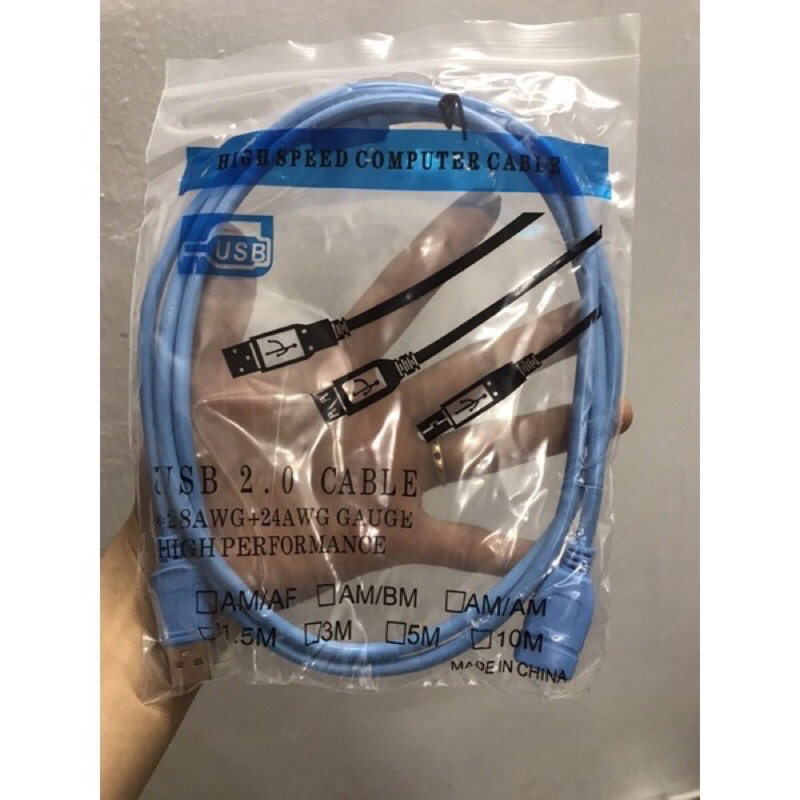 HIGH SPEED COMPUTER CABLE
USB
USB 2.0 CABLE
*28AWG+24AWG GAUGE
HIGH PERFORMANCE
AM/AF AM/BM AM/AM
1.5M 3M 5M 10M
MADE IN CHINA